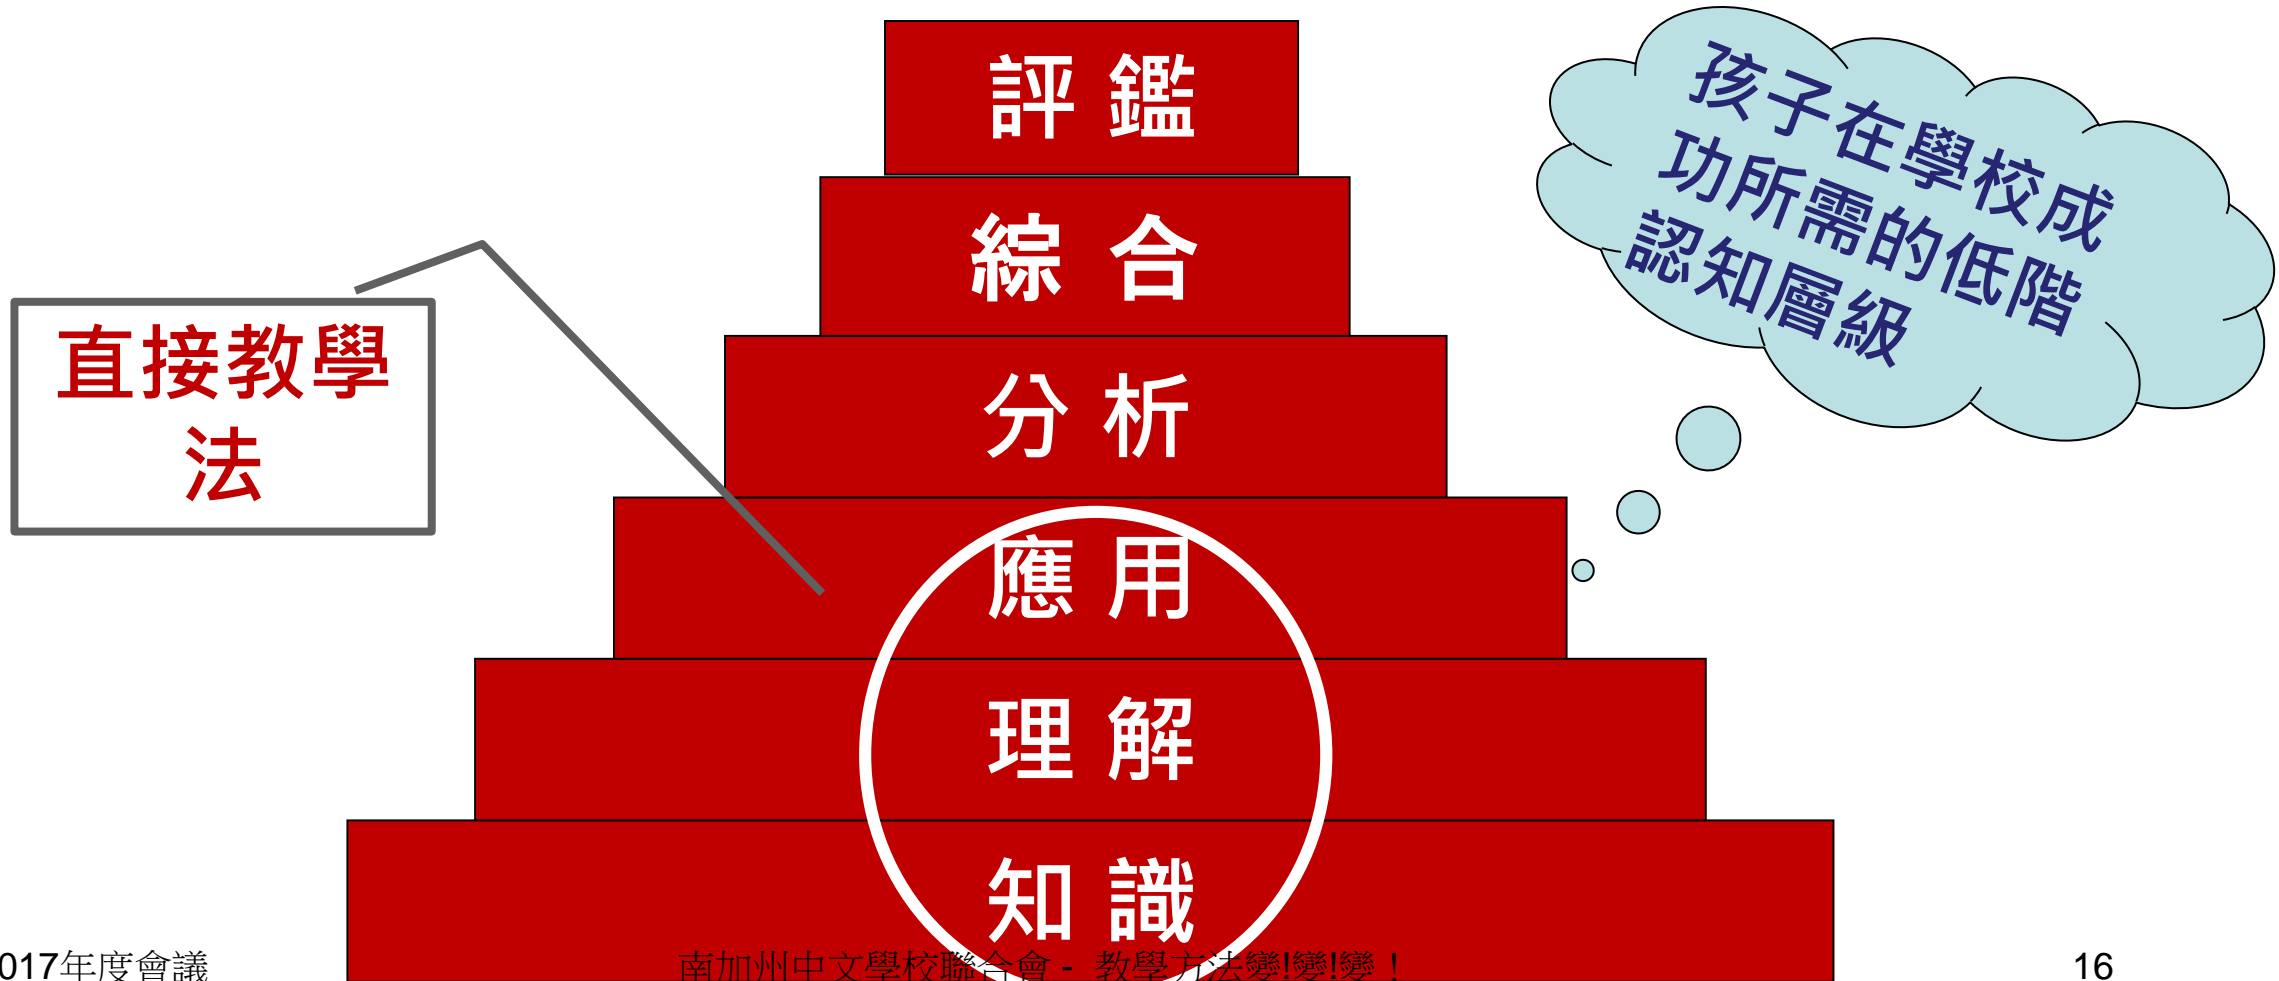 評 鑑
綜 合
分 析
應 用
理 解
知 識
直接教學
法
孩子在學校成
功所需的低階
認知層級
017年度會議
南加州中文學校聯合會 - 教學方法變!變!變！
16